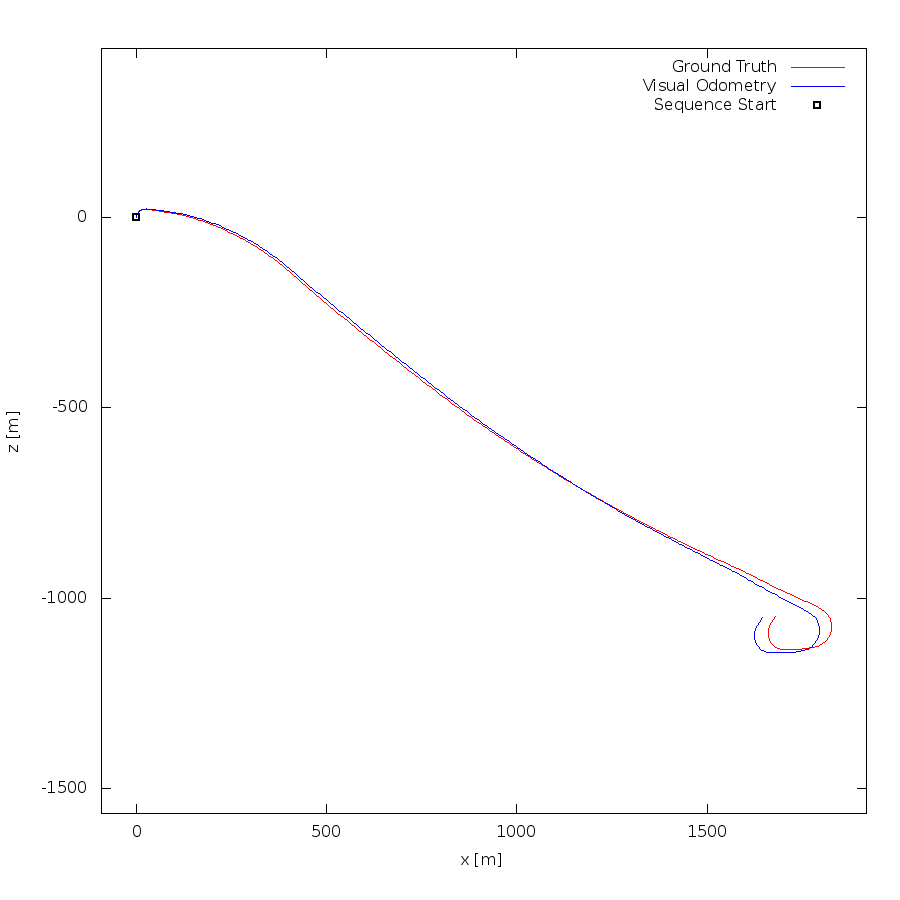 Ground Truth
Visual Odometry
Sequence Start
0
-500
-1000
-1500
z [m]
0 500 1000 1500
x [m]